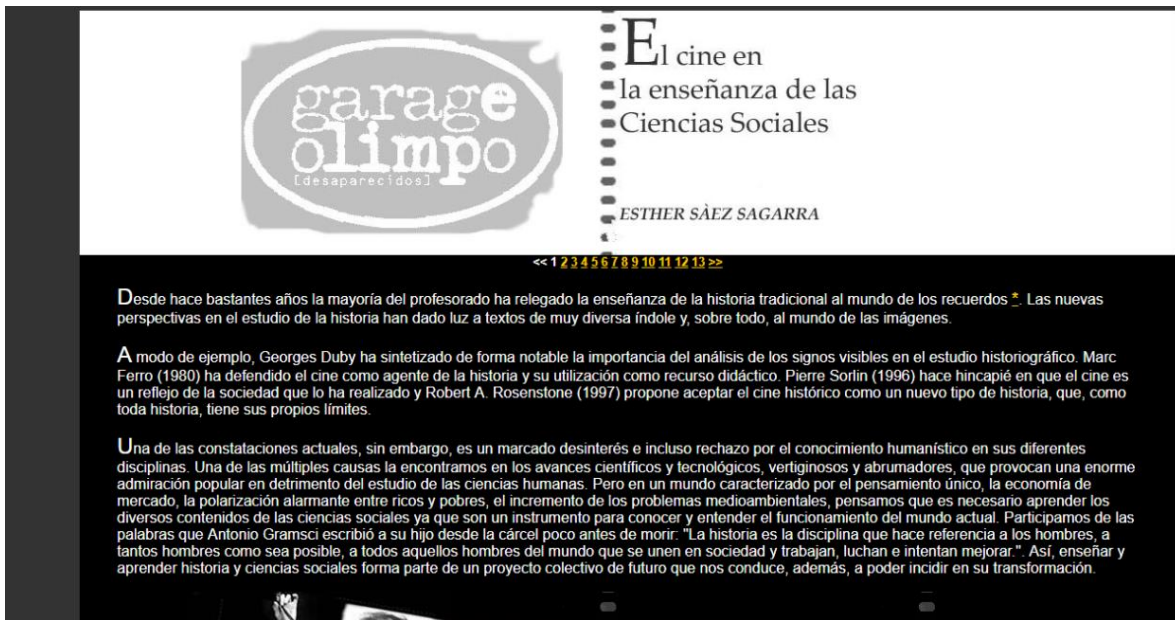 garage
olimpo
[desaparecidos]
El cine en
la enseñanza de las
Ciencias Sociales
ESTHER SÀEZ SAGARRA
<< 1 2 3 4 5 6 7 8 9 10 11 12 13 >>
Desde hace bastantes años la mayoría del profesorado ha relegado la enseñanza de la historia tradicional al mundo de los recuerdos *. Las nuevas
perspectivas en el estudio de la historia han dado luz a textos de muy diversa índole y, sobre todo, al mundo de las imágenes.
A modo de ejemplo, Georges Duby ha sintetizado de forma notable la importancia del análisis de los signos visibles en el estudio historiográfico. Marc
Ferro (1980) ha defendido el cine como agente de la historia y su utilización como recurso didáctico. Pierre Sorlin (1996) hace hincapié en que el cine es
un reflejo de la sociedad que lo ha realizado y Robert A. Rosenstone (1997) propone aceptar el cine histórico como un nuevo tipo de historia, que, como
toda historia, tiene sus propios límites.
Una de las constataciones actuales, sin embargo, es un marcado desinterés e incluso rechazo por el conocimiento humanístico en sus diferentes
disciplinas. Una de las múltiples causas la encontramos en los avances científicos y tecnológicos, vertiginosos y abrumadores, que provocan una enorme
admiración popular en detrimento del estudio de las ciencias humanas. Pero en un mundo caracterizado por el pensamiento único, la economía de
mercado, la polarización alarmante entre ricos y pobres, el incremento de los problemas medioambientales, pensamos que es necesario aprender los
diversos contenidos de las ciencias sociales ya que son un instrumento para conocer y entender el funcionamiento del mundo actual. Participamos de las
palabras que Antonio Gramsci escribió a su hijo desde la cárcel poco antes de morir: "La historia es la disciplina que hace referencia a los hombres, a
tantos hombres como sea posible, a todos aquellos hombres del mundo que se unen en sociedad y trabajan, luchan e intentan mejorar.". Así, enseñar y
aprender historia y ciencias sociales forma parte de un proyecto colectivo de futuro que nos conduce, además, a poder incidir en su transformación.